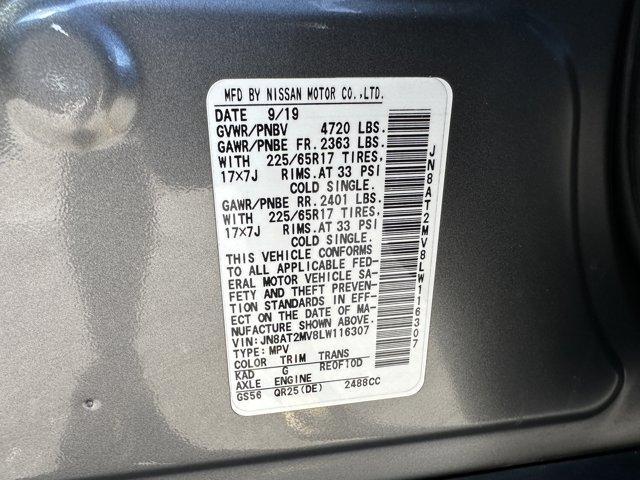 MFD BY NISSAN MOTOR CO.,LTD.
DATE 9/19
GVWR/PNBV 4720 LBS.
GAWR/PNBE FR. 2363 LBS.
WITH 225/65R17 TIRES,
17×7J RIMS.AT 33 PSI
COLD SINGLE.
GAWR/PNBE RR. 2401 LBS.
WITH 225/65R17 TIRES,
17×7J RIMS.AT 33 PSI
COLD SINGLE.
THIS VEHICLE CONFORMS
TO ALL APPLICABLE FED-
ERAL MOTOR VEHICLE SA-
FETY AND THEFT PREVEN-
TION STANDARDS IN EFF-
ECT ON THE DATE OF MA-
NUFACTURE SHOWN ABOVE.
VIN: JN8AT2MV8LW116307
TYPE: MPV
COLOR TRIM TRANS
KAD G RE0F10D
AXLE ENGINE
GS56 QR25(DE) 2488CC
JN8AT2MV8LW116307